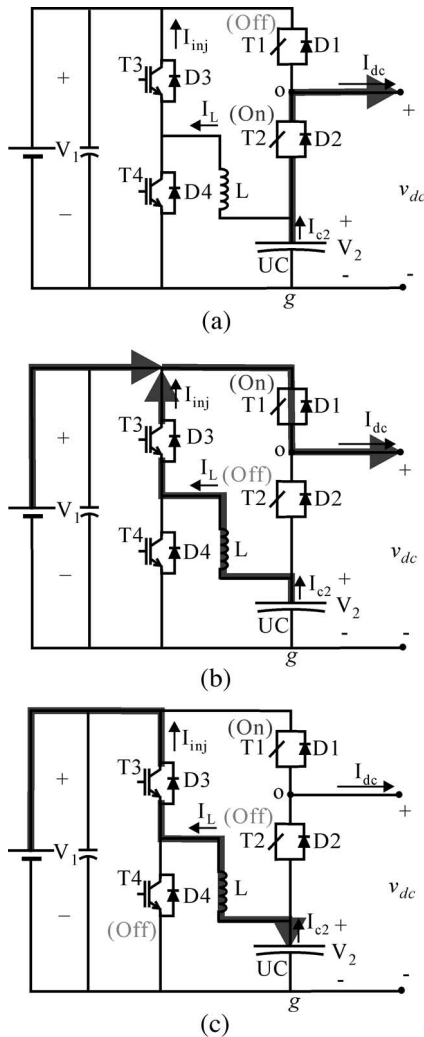 (Off)
I_inj
T1 D1
T3
D3
I_dc
o
+
+
I_L
(On)
T2 D2
V_1
T4
D4
L
v_dc
−
I_c2
+
V_2
UC
-
-
g
(a)
(On)
I_inj
T1 D1
T3
D3
I_dc
o
+
+
I_L
(Off)
T2 D2
V_1
T4
D4
L
v_dc
−
I_c2
+
V_2
UC
-
-
g
(b)
(On)
I_inj
T1 D1
T3
D3
I_dc
o
+
+
I_L
(Off)
T2 D2
V_1
T4
D4
L
v_dc
−
(Off)
I_c2
+
V_2
UC
-
-
g
(c)